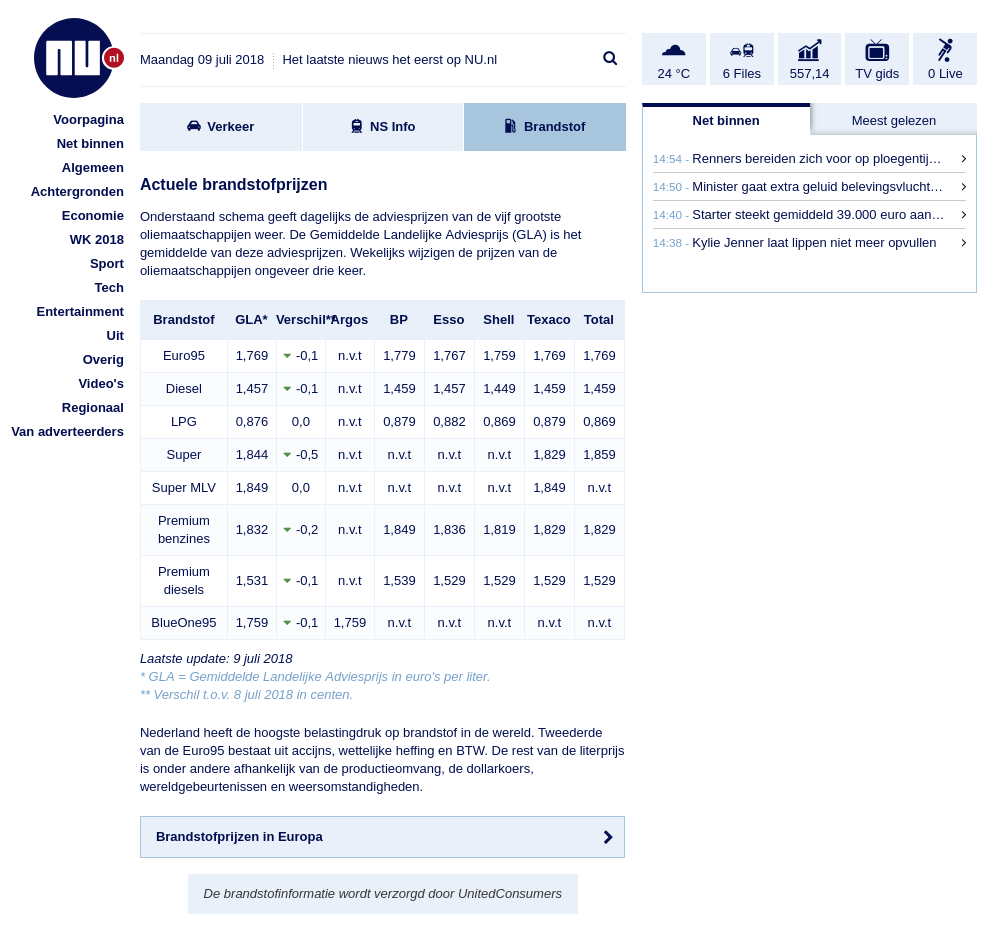 nu
nl
Maandag 09 juli 2018
Het laatste nieuws het eerst op NU.nl
24 °C
6 Files
557,14
TV gids
0 Live
Voorpagina
Net binnen
Algemeen
Achtergronden
Economie
WK 2018
Sport
Tech
Entertainment
Uit
Overig
Video's
Regionaal
Van adverteerders
Verkeer
NS Info
Brandstof
Actuele brandstofprijzen
Onderstaand schema geeft dagelijks de adviesprijzen van de vijf grootste
oliemaatschappijen weer. De Gemiddelde Landelijke Adviesprijs (GLA) is het
gemiddelde van deze adviesprijzen. Wekelijks wijzigen de prijzen van de
oliemaatschappijen ongeveer drie keer.
Brandstof GLA* Verschil** Argos BP Esso Shell Texaco Total
Euro95 1,769 -0,1 n.v.t 1,779 1,767 1,759 1,769 1,769
Diesel 1,457 -0,1 n.v.t 1,459 1,457 1,449 1,459 1,459
LPG 0,876 0,0 n.v.t 0,879 0,882 0,869 0,879 0,869
Super 1,844 -0,5 n.v.t n.v.t n.v.t n.v.t 1,829 1,859
Super MLV 1,849 0,0 n.v.t n.v.t n.v.t n.v.t 1,849 n.v.t
Premium
benzines 1,832 -0,2 n.v.t 1,849 1,836 1,819 1,829 1,829
Premium
diesels 1,531 -0,1 n.v.t 1,539 1,529 1,529 1,529 1,529
BlueOne95 1,759 -0,1 1,759 n.v.t n.v.t n.v.t n.v.t n.v.t
Laatste update: 9 juli 2018
* GLA = Gemiddelde Landelijke Adviesprijs in euro's per liter.
** Verschil t.o.v. 8 juli 2018 in centen.
Nederland heeft de hoogste belastingdruk op brandstof in de wereld. Tweederde
van de Euro95 bestaat uit accijns, wettelijke heffing en BTW. De rest van de literprijs
is onder andere afhankelijk van de productieomvang, de dollarkoers,
wereldgebeurtenissen en weersomstandigheden.
Brandstofprijzen in Europa
De brandstofinformatie wordt verzorgd door UnitedConsumers
Net binnen
Meest gelezen
14:54 - Renners bereiden zich voor op ploegentij…
14:50 - Minister gaat extra geluid belevingsvlucht…
14:40 - Starter steekt gemiddeld 39.000 euro aan…
14:38 - Kylie Jenner laat lippen niet meer opvullen